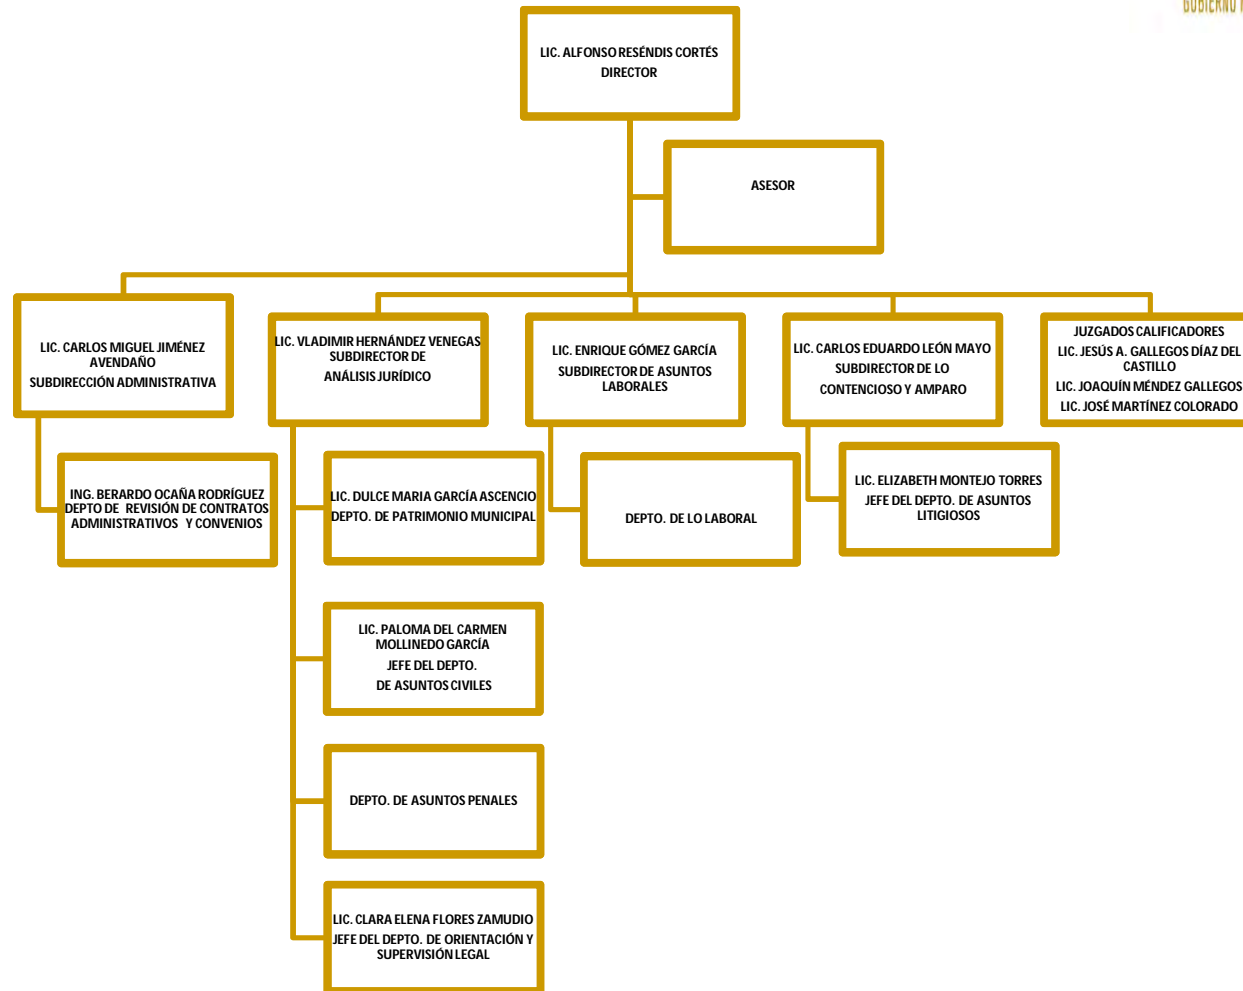 GOBIERNO
LIC. ALFONSO RESÉNDIS CORTÉS
DIRECTOR
ASESOR
LIC. CARLOS MIGUEL JIMÉNEZ
AVENDAÑO
SUBDIRECCIÓN ADMINISTRATIVA
LIC. VLADIMIR HERNÁNDEZ VENEGAS
SUBDIRECTOR DE
ANÁLISIS JURÍDICO
LIC. ENRIQUE GÓMEZ GARCÍA
SUBDIRECTOR DE ASUNTOS
LABORALES
LIC. CARLOS EDUARDO LEÓN MAYO
SUBDIRECTOR DE LO
CONTENCIOSO Y AMPARO
JUZGADOS CALIFICADORES
LIC. JESÚS A. GALLEGOS DÍAZ DEL
CASTILLO
LIC. JOAQUÍN MÉNDEZ GALLEGOS
LIC. JOSÉ MARTÍNEZ COLORADO
ING. BERARDO OCAÑA RODRÍGUEZ
DEPTO DE REVISIÓN DE CONTRATOS
ADMINISTRATIVOS Y CONVENIOS
LIC. DULCE MARIA GARCÍA ASCENCIO
DEPTO. DE PATRIMONIO MUNICIPAL
DEPTO. DE LO LABORAL
LIC. ELIZABETH MONTEJO TORRES
JEFE DEL DEPTO. DE ASUNTOS
LITIGIOSOS
LIC. PALOMA DEL CARMEN
MOLLINEDO GARCÍA
JEFE DEL DEPTO.
DE ASUNTOS CIVILES
DEPTO. DE ASUNTOS PENALES
LIC. CLARA ELENA FLORES ZAMUDIO
JEFE DEL DEPTO. DE ORIENTACIÓN Y
SUPERVISIÓN LEGAL